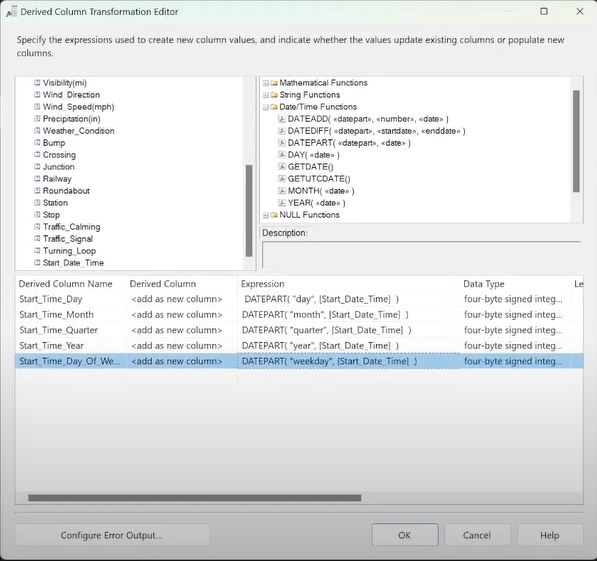 Derived Column Transformation Editor
Specify the expressions used to create new column values, and indicate whether the values update existing columns or populate new
columns.
Visibility(mi)
Wind_Direction
Wind_Speed(mph)
Precipitation(in)
Weather_Condition
Bump
Crossing
Junction
Railway
Roundabout
Station
Stop
Traffic_Calming
Traffic_Signal
Turning_Loop
Start_Date_Time
Mathematical Functions
String Functions
Date/Time Functions
DATEADD( «datepart», «number», «date» )
DATEDIFF( «datepart», «startdate», «enddate» )
DATEPART( «datepart», «date» )
DAY( «date» )
GETDATE()
GETUTCDATE()
MONTH( «date» )
YEAR( «date» )
NULL Functions
Description:
Derived Column Name Derived Column Expression Data Type Le
Start_Time_Day <add as new column> DATEPART( "day", [Start_Date_Time] ) four-byte signed integ...
Start_Time_Month <add as new column> DATEPART( "month", [Start_Date_Time] ) four-byte signed integ...
Start_Time_Quarter <add as new column> DATEPART( "quarter", [Start_Date_Time] ) four-byte signed integ...
Start_Time_Year <add as new column> DATEPART( "year", [Start_Date_Time] ) four-byte signed integ...
Start_Time_Day_Of_We... <add as new column> DATEPART( "weekday", [Start_Date_Time] ) four-byte signed integ...
Configure Error Output... OK Cancel Help